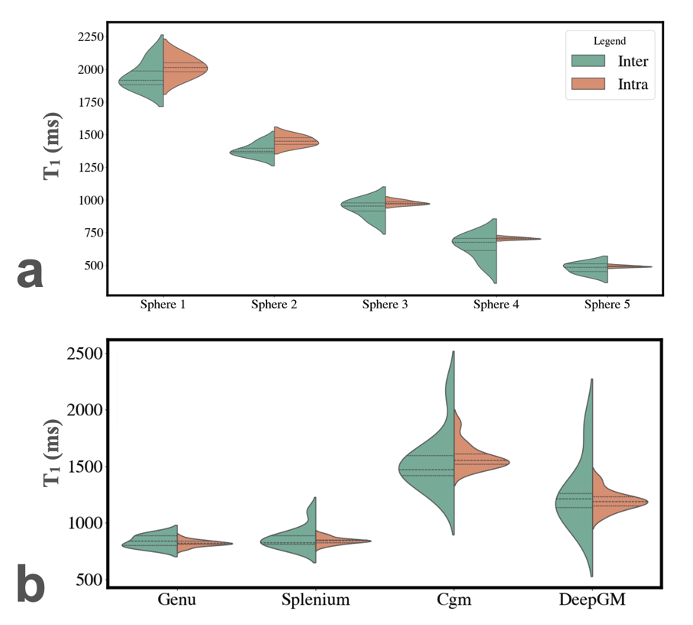 2250
2000
1750
1500
1250
1000
750
500
T1 (ms)
Legend
Inter
Intra
a
Sphere 1 Sphere 2 Sphere 3 Sphere 4 Sphere 5
2500
2000
1500
1000
500
T1 (ms)
b
Genu Splenium Cgm DeepGM